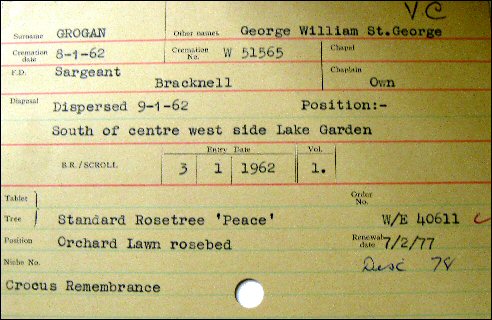 VC
Surname GROGAN Other names George William St.George
Cremation date 8-1-62 Cremation No. W 51565 Chapel
F.D. Sargeant Bracknell Chaplain Own
Disposal Dispersed 9-1-62 Position:-
South of centre west side Lake Garden
Entry Date Vol.
B.R./SCROLL 3 1 1962 1.
Tablet Order No.
Tree Standard Rosetree 'Peace' W/E 40611
Position Orchard Lawn rosebed Renewal date 7/2/77
Niche No. Desc 78
Crocus Remembrance